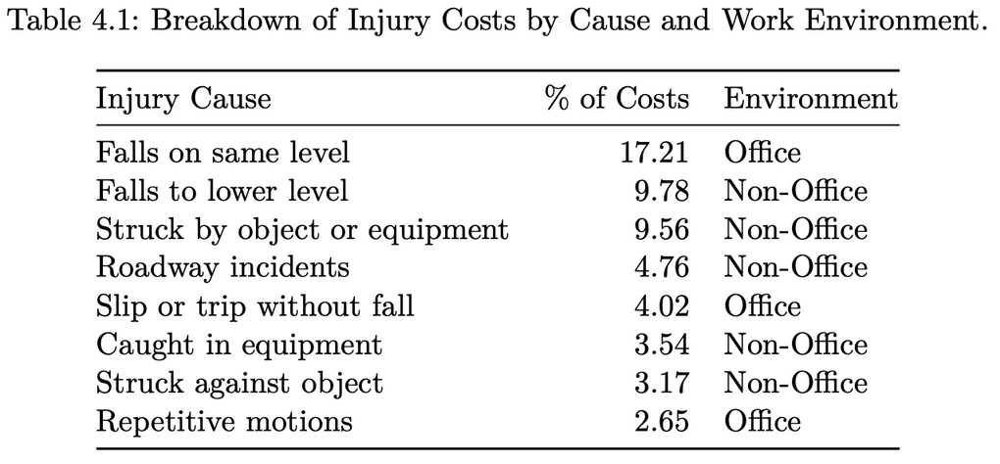 Table 4.1: Breakdown of Injury Costs by Cause and Work Environment.
Injury Cause % of Costs Environment
Falls on same level 17.21 Office
Falls to lower level 9.78 Non-Office
Struck by object or equipment 9.56 Non-Office
Roadway incidents 4.76 Non-Office
Slip or trip without fall 4.02 Office
Caught in equipment 3.54 Non-Office
Struck against object 3.17 Non-Office
Repetitive motions 2.65 Office